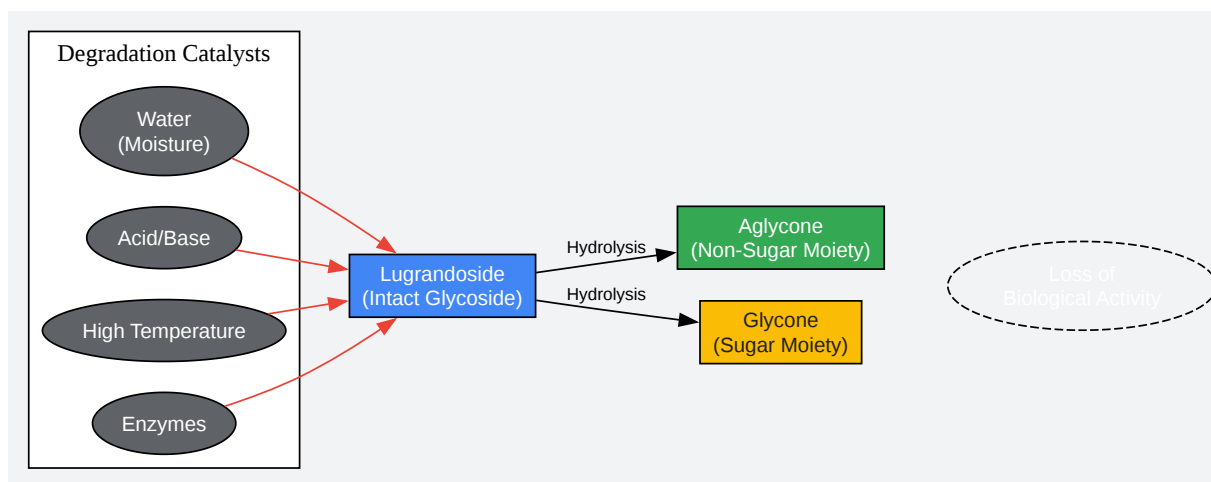 Degradation Catalysts
Water
(Moisture)
Acid/Base
High Temperature
Enzymes
Lugrandoside
(Intact Glycoside)
Hydrolysis
Hydrolysis
Aglycone
(Non-Sugar Moiety)
Glycone
(Sugar Moiety)
Loss of
Biological Activity